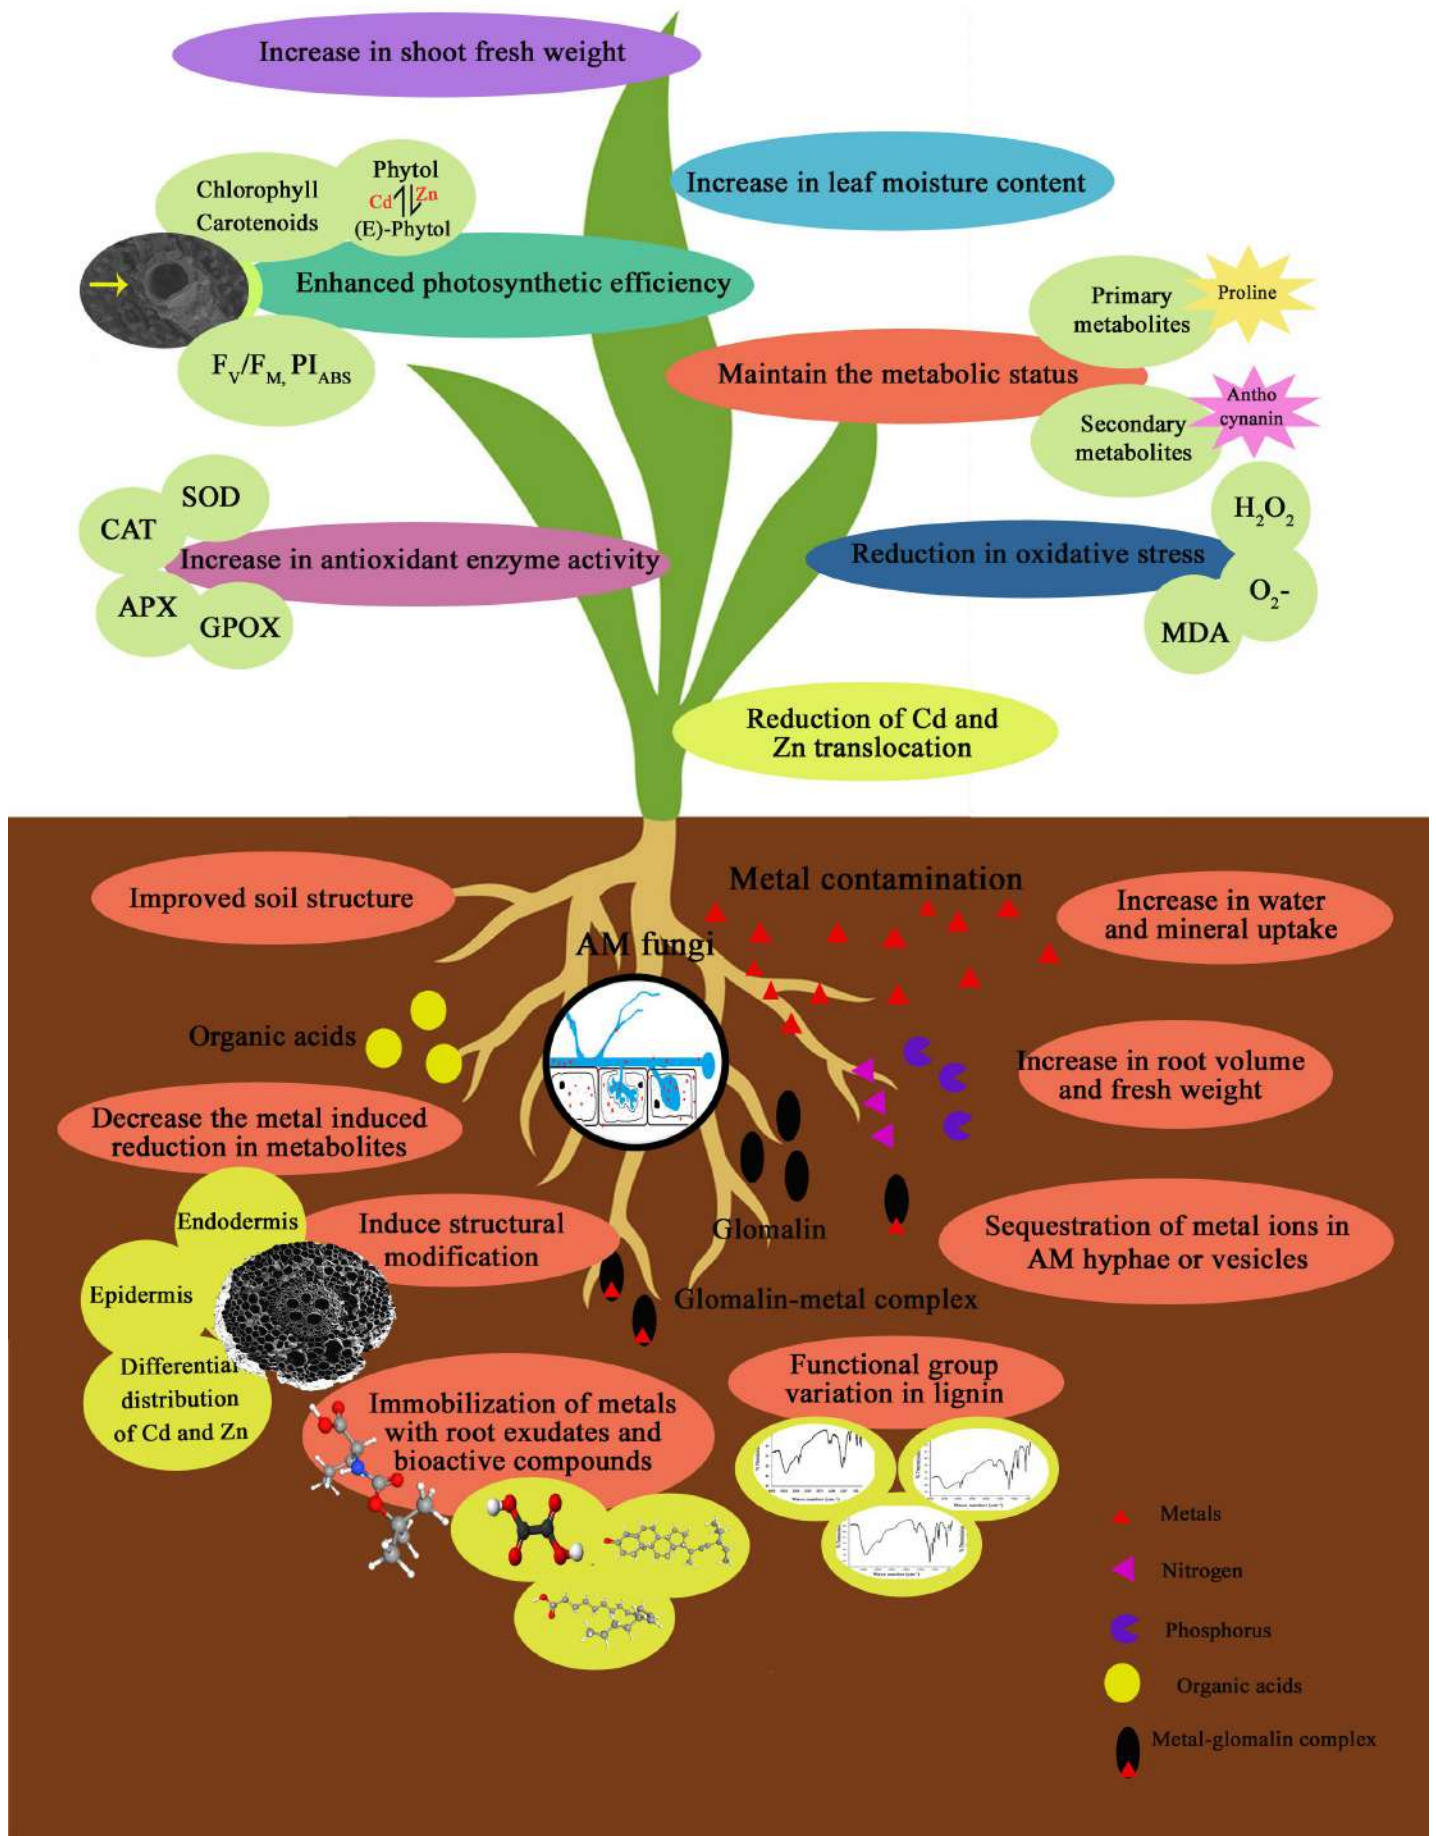 Increase in shoot fresh weight
Increase in leaf moisture content
Chlorophyll
Carotenoids
Phytol
Cd
Zn
(E)-Phytol
Enhanced photosynthetic efficiency
Fᵥ/F_M, PI_ABS
Primary
metabolites
Proline
Maintain the metabolic status
Antho
cynanin
Secondary
metabolites
SOD
CAT
Increase in antioxidant enzyme activity
APX
GPOX
H₂O₂
Reduction in oxidative stress
O₂-
MDA
Reduction of Cd and
Zn translocation
Improved soil structure
Metal contamination
Increase in water
and mineral uptake
AM fungi
Organic acids
Increase in root volume
and fresh weight
Decrease the metal induced
reduction in metabolites
Endodermis
Induce structural
modification
Glomalin
Sequestration of metal ions in
AM hyphae or vesicles
Epidermis
Glomalin-metal complex
Differential
distribution
of Cd and Zn
Immobilization of metals
with root exudates and
bioactive compounds
Functional group
variation in lignin
Metals
Nitrogen
Phosphorus
Organic acids
Metal-glomalin complex